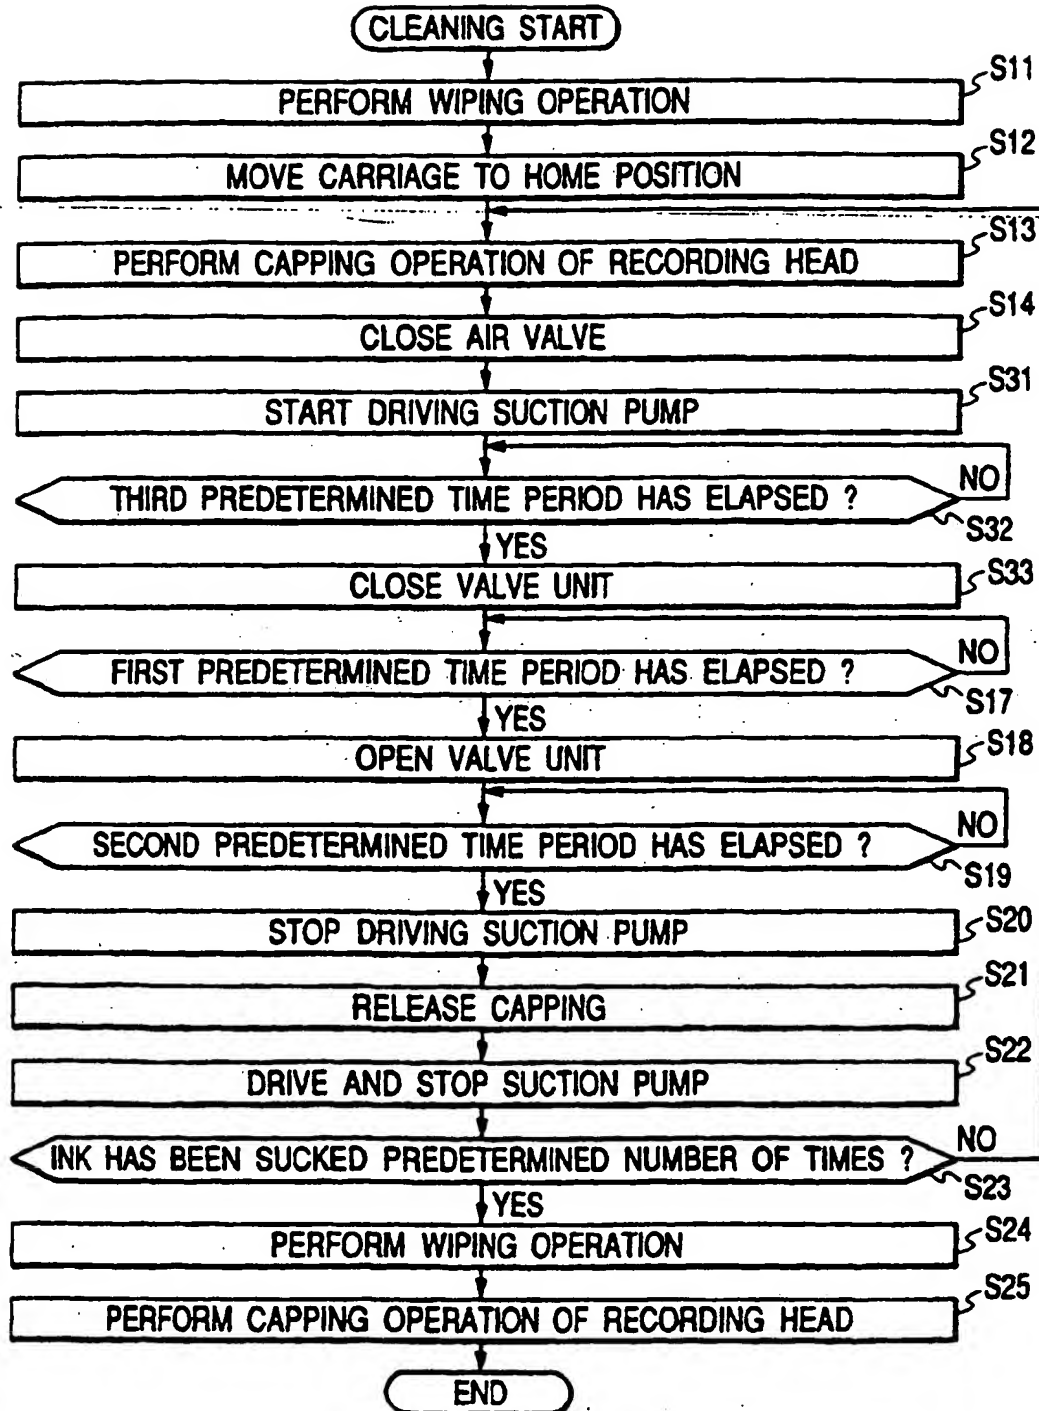 CLEANING START
S11
PERFORM WIPING OPERATION
S12
MOVE CARRIAGE TO HOME POSITION
S13
PERFORM CAPPING OPERATION OF RECORDING HEAD
S14
CLOSE AIR VALVE
S31
START DRIVING SUCTION PUMP
NO
THIRD PREDETERMINED TIME PERIOD HAS ELAPSED ?
S32
YES
S33
CLOSE VALVE UNIT
NO
FIRST PREDETERMINED TIME PERIOD HAS ELAPSED ?
S17
YES
S18
OPEN VALVE UNIT
NO
SECOND PREDETERMINED TIME PERIOD HAS ELAPSED ?
S19
YES
S20
STOP DRIVING SUCTION PUMP
S21
RELEASE CAPPING
S22
DRIVE AND STOP SUCTION PUMP
NO
INK HAS BEEN SUCKED PREDETERMINED NUMBER OF TIMES ?
S23
YES
S24
PERFORM WIPING OPERATION
S25
PERFORM CAPPING OPERATION OF RECORDING HEAD
END